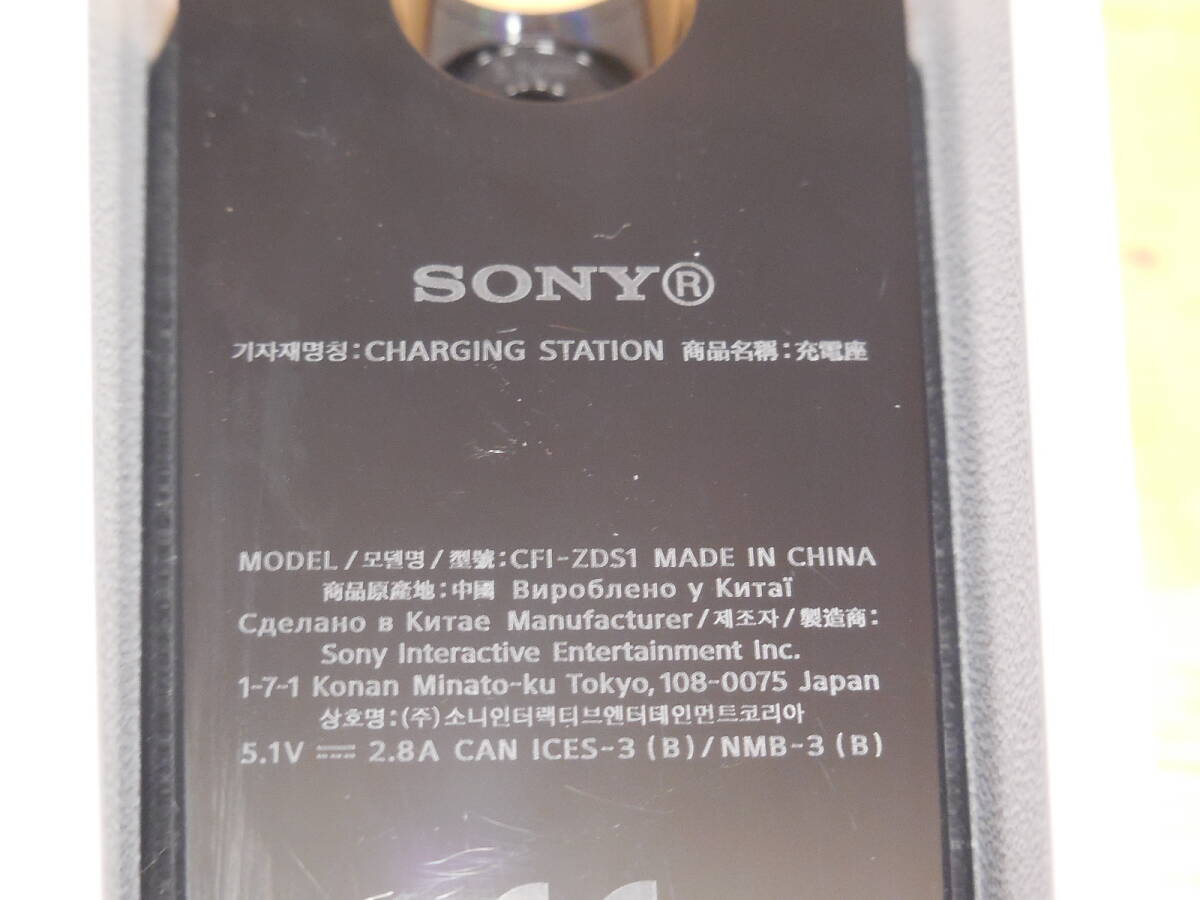 SONY®
기자재명칭:CHARGING STATION 商品名稱:充電座
MODEL/모델명/型號:CFI-ZDS1 MADE IN CHINA
商品原產地:中國 Вироблено у Китаї
Сделано в Китае Manufacturer/제조자/製造商:
Sony Interactive Entertainment Inc.
1-7-1 Konan Minato-ku Tokyo, 108-0075 Japan
상호명:(주)소니인터랙티브엔터테인먼트코리아
5.1V ⎓ 2.8A CAN ICES-3 (B)/NMB-3 (B)